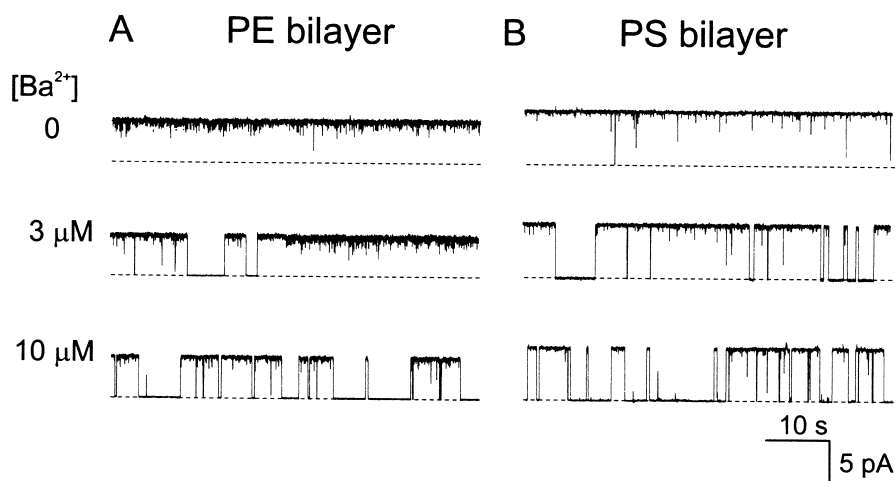 A PE bilayer B PS bilayer
[Ba²⁺]
0
3 μM
10 μM
10 s
5 pA